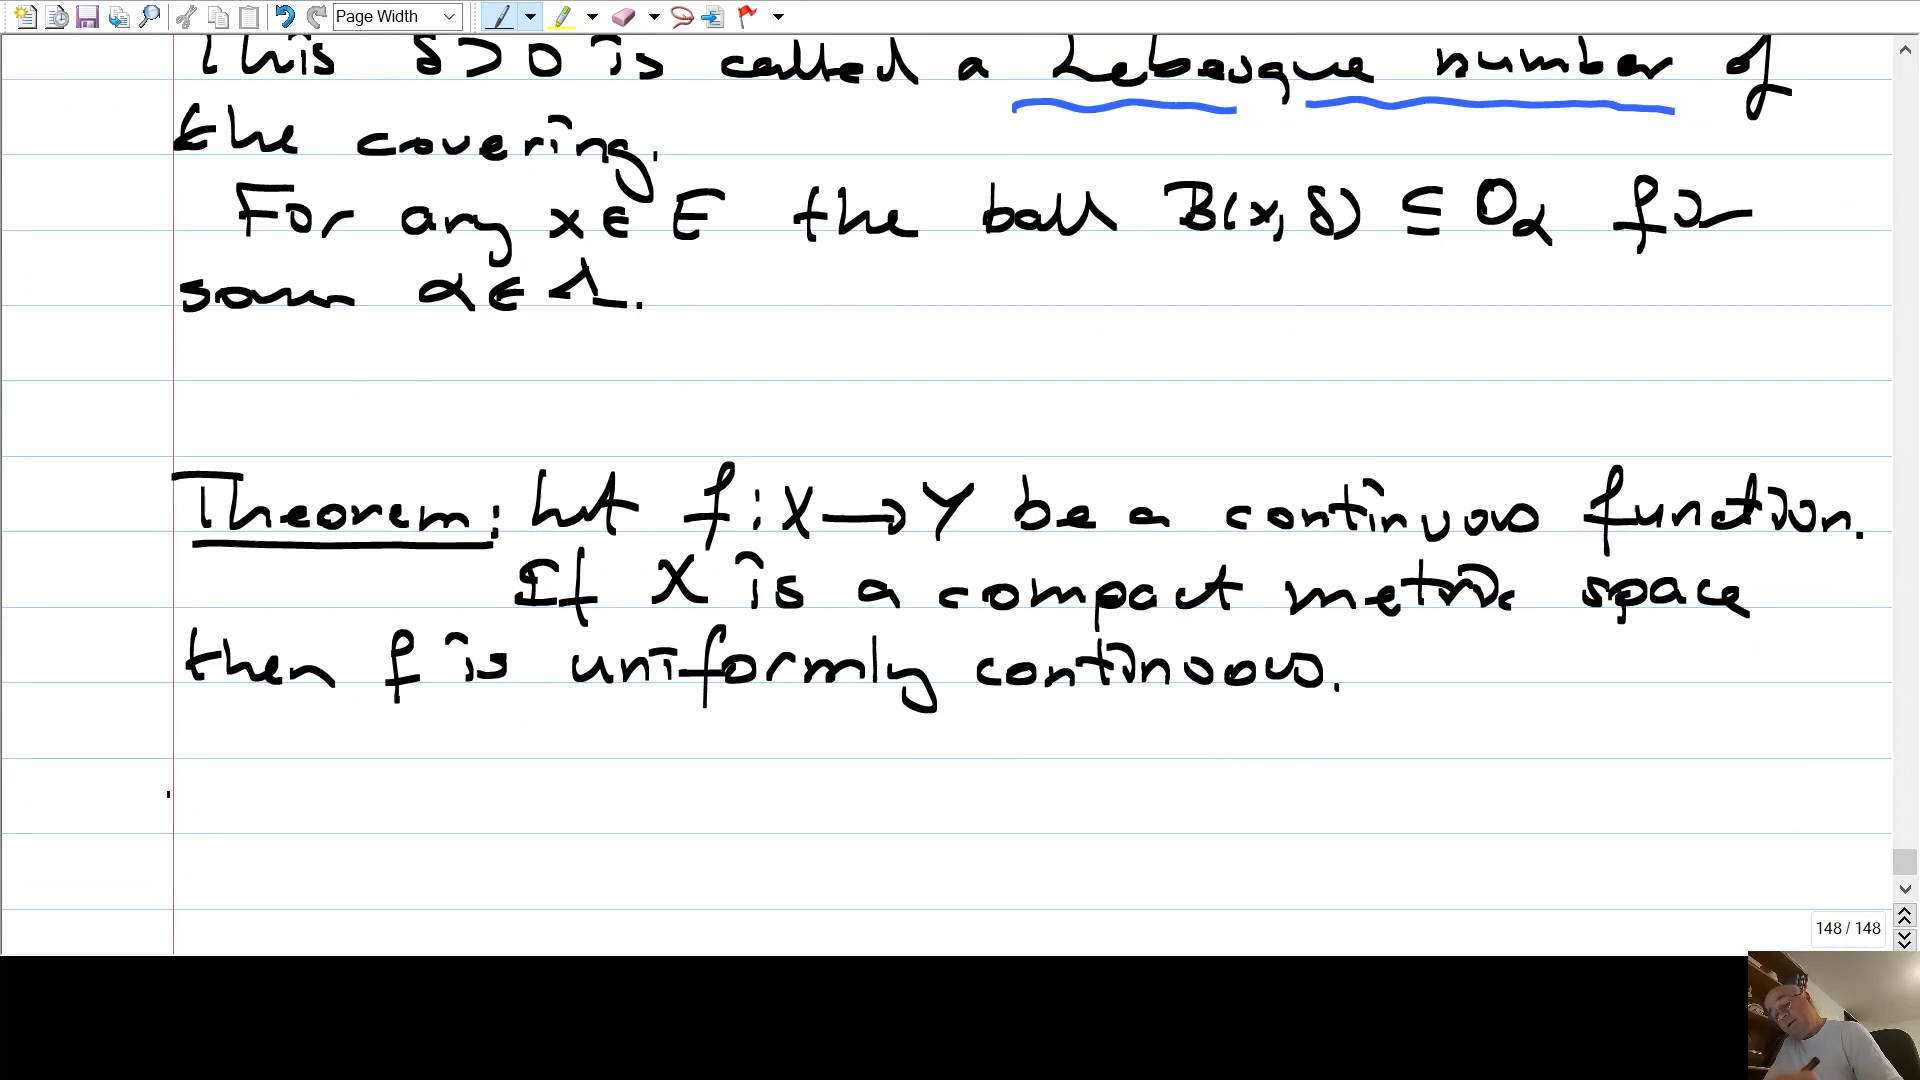 Page Width
This δ > 0 is called a Lebesgue number of
the covering.
For any x ∈ E the ball B(x, δ) ⊆ O_α for
some α ∈ Λ.
Theorem: Let f : X → Y be a continuous function.
If X is a compact metric space
then f is uniformly continuous.
148 / 148